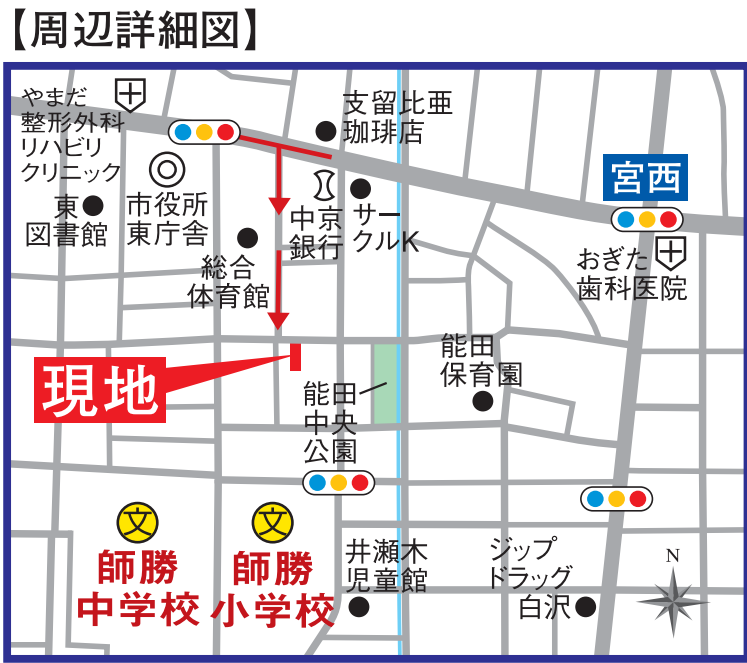 【周辺詳細図】
やまだ
整形外科
リハビリ
クリニック
支留比亜
珈琲店
宮西
東
図書館
市役所
東庁舎
中京
銀行
サー
クルK
おぎた
歯科医院
総合
体育館
現地
能田
保育園
能田
中央
公園
文
師勝
中学校
文
師勝
小学校
井瀬木
児童館
ジップ
ドラッグ
白沢
N